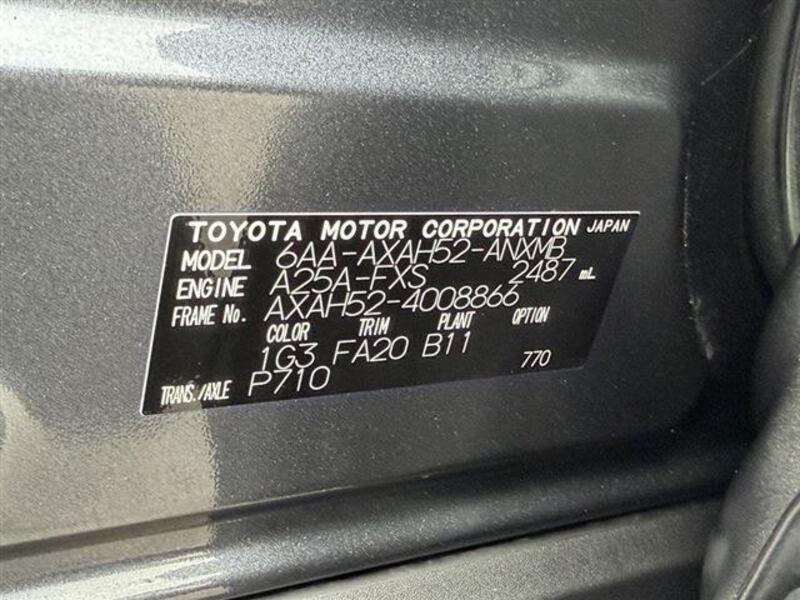 TOYOTA MOTOR CORPORATION JAPAN
MODEL 6AA-AXAH52-ANXMB
ENGINE A25A-FXS 2487 mL
FRAME No. AXAH52-4008866
COLOR TRIM PLANT OPTION
1G3 FA20 B11 770
TRANS./AXLE P710